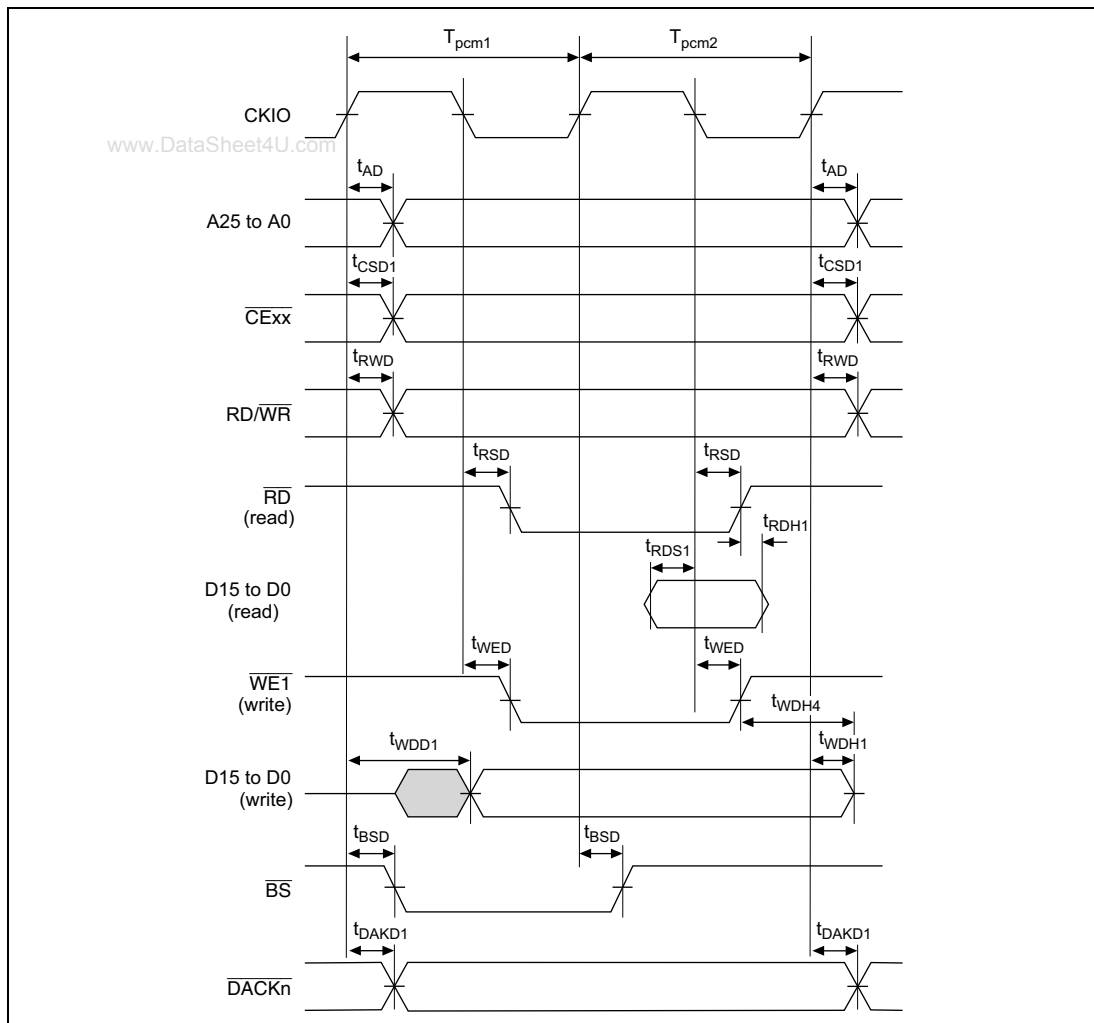 Tpcm1 Tpcm2
CKIO
www.DataSheet4U.com
tAD tAD
A25 to A0
tCSD1 tCSD1
CExx
tRWD tRWD
RD/WR
tRSD tRSD
RD
(read)
tRDH1
tRDS1
D15 to D0
(read)
tWED tWED
WE1
(write)
tWDH4
tWDD1 tWDH1
D15 to D0
(write)
tBSD tBSD
BS
tDAKD1 tDAKD1
DACKn